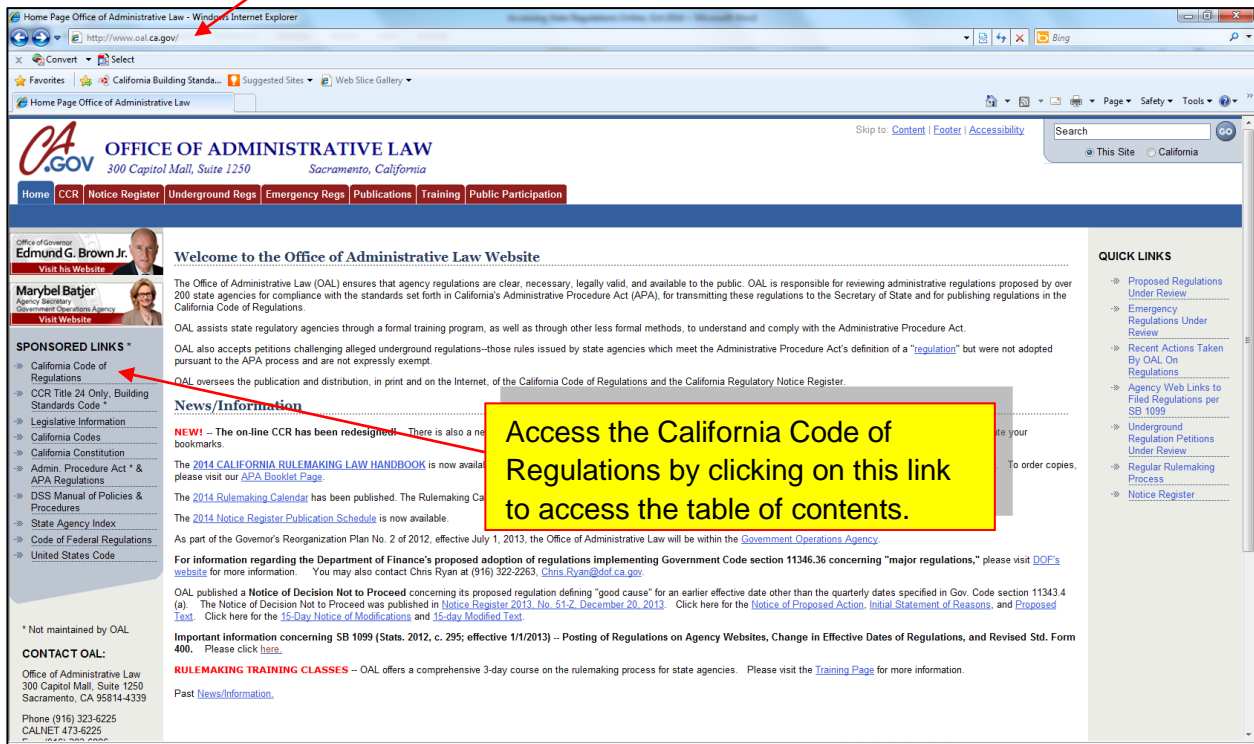 Home Page Office of Administrative Law - Windows Internet Explorer
http://www.oal.ca.gov/
Bing
x Convert Select
Favorites California Building Standa... Suggested Sites Web Slice Gallery
Home Page Office of Administrative Law
Page Safety Tools
Skip to: Content | Footer | Accessibility
Search GO
This Site California
CA.GOV
OFFICE OF ADMINISTRATIVE LAW
300 Capitol Mall, Suite 1250 Sacramento, California
Home CCR Notice Register Underground Regs Emergency Regs Publications Training Public Participation
Office of Governor
Edmund G. Brown Jr.
Visit his Website
Marybel Batjer
Agency Secretary
Government Operations Agency
Visit Website
SPONSORED LINKS *
California Code of
Regulations
CCR Title 24 Only, Building
Standards Code *
Legislative Information
California Codes
California Constitution
Admin. Procedure Act * &
APA Regulations
DSS Manual of Policies &
Procedures
State Agency Index
Code of Federal Regulations
United States Code
* Not maintained by OAL
CONTACT OAL:
Office of Administrative Law
300 Capitol Mall, Suite 1250
Sacramento, CA 95814-4339
Phone (916) 323-6225
CALNET 473-6225
Welcome to the Office of Administrative Law Website
The Office of Administrative Law (OAL) ensures that agency regulations are clear, necessary, legally valid, and available to the public. OAL is responsible for reviewing administrative regulations proposed by over
200 state agencies for compliance with the standards set forth in California's Administrative Procedure Act (APA), for transmitting these regulations to the Secretary of State and for publishing regulations in the
California Code of Regulations.
OAL assists state regulatory agencies through a formal training program, as well as through other less formal methods, to understand and comply with the Administrative Procedure Act.
OAL also accepts petitions challenging alleged underground regulations--those rules issued by state agencies which meet the Administrative Procedure Act's definition of a "regulation" but were not adopted
pursuant to the APA process and are not expressly exempt.
OAL oversees the publication and distribution, in print and on the Internet, of the California Code of Regulations and the California Regulatory Notice Register.
News/Information
NEW! -- The on-line CCR has been redesigned! There is also a ne
te your
bookmarks.
The 2014 CALIFORNIA RULEMAKING LAW HANDBOOK is now availa
To order copies,
please visit our APA Booklet Page.
The 2014 Rulemaking Calendar has been published. The Rulemaking Ca
The 2014 Notice Register Publication Schedule is now available.
Access the California Code of
Regulations by clicking on this link
to access the table of contents.
As part of the Governor's Reorganization Plan No. 2 of 2012, effective July 1, 2013, the Office of Administrative Law will be within the Government Operations Agency.
For information regarding the Department of Finance's proposed adoption of regulations implementing Government Code section 11346.36 concerning "major regulations," please visit DOF's
website for more information. You may also contact Chris Ryan at (916) 322-2263, Chris.Ryan@dof.ca.gov.
OAL published a Notice of Decision Not to Proceed concerning its proposed regulation defining "good cause" for an earlier effective date other than the quarterly dates specified in Gov. Code section 11343.4
(a). The Notice of Decision Not to Proceed was published in Notice Register 2013, No. 51-Z, December 20, 2013. Click here for the Notice of Proposed Action, Initial Statement of Reasons, and Proposed
Text. Click here for the 15-Day Notice of Modifications and 15-day Modified Text.
Important information concerning SB 1099 (Stats. 2012, c. 295; effective 1/1/2013) -- Posting of Regulations on Agency Websites, Change in Effective Dates of Regulations, and Revised Std. Form
400. Please click here.
RULEMAKING TRAINING CLASSES -- OAL offers a comprehensive 3-day course on the rulemaking process for state agencies. Please visit the Training Page for more information.
Past News/Information.
QUICK LINKS
Proposed Regulations
Under Review
Emergency
Regulations Under
Review
Recent Actions Taken
By OAL On
Regulations
Agency Web Links to
Filed Regulations per
SB 1099
Underground
Regulation Petitions
Under Review
Regular Rulemaking
Process
Notice Register